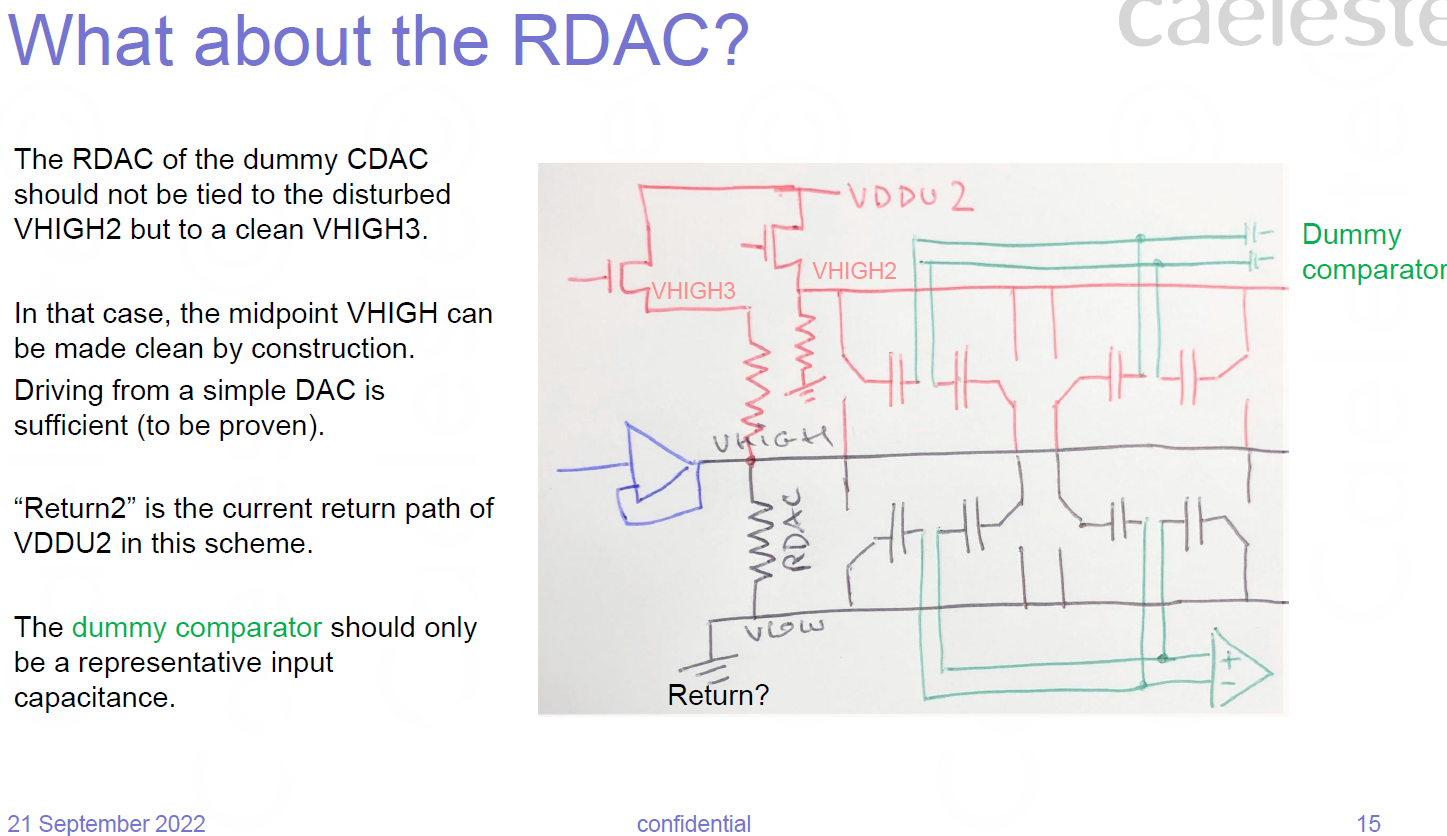 caeleste
What about the RDAC?
The RDAC of the dummy CDAC
should not be tied to the disturbed
VHIGH2 but to a clean VHIGH3.
In that case, the midpoint VHIGH can
be made clean by construction.
Driving from a simple DAC is
sufficient (to be proven).
“Return2” is the current return path of
VDDU2 in this scheme.
The dummy comparator should only
be a representative input
capacitance.
VDDU2
VHIGH2
VHIGH3
Dummy
comparator
VHIGH
RDAC
VLOW
+
-
Return?
21 September 2022
confidential
15